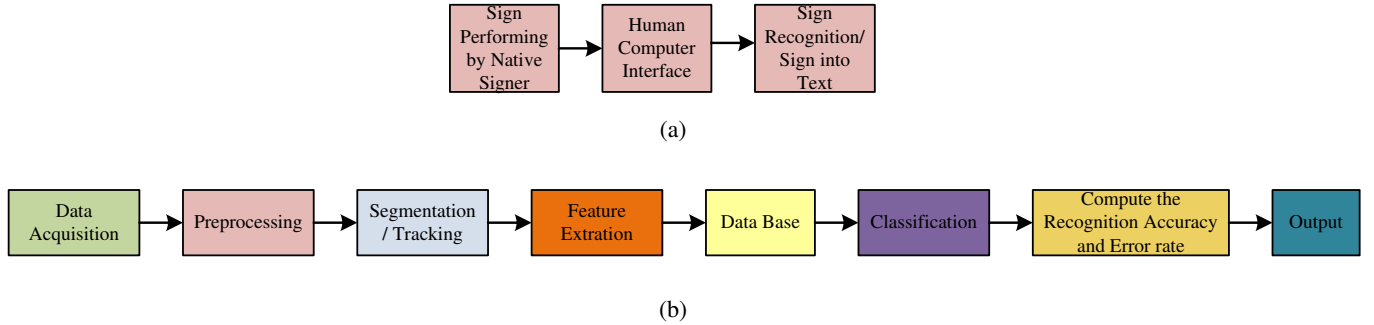 Sign
Performing
by Native
Signer
Human
Computer
Interface
Sign
Recognition/
Sign into
Text
(a)
Data
Acquisition
Preprocessing
Segmentation
/ Tracking
Feature
Extration
Data Base
Classification
Compute the
Recognition Accuracy
and Error rate
Output
(b)